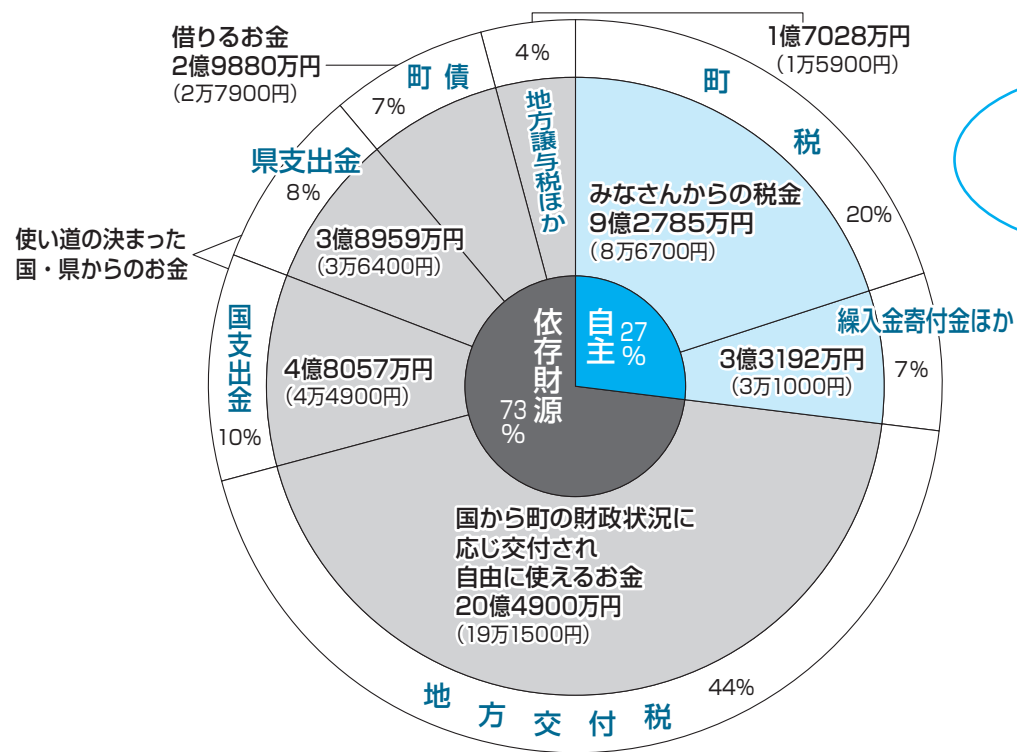 借りるお金
2億9880万円
（2万7900円）
町債
7%
4%
地方譲与税ほか
1億7028万円
（1万5900円）
町税
みなさんからの税金
9億2785万円
（8万6700円）
20%
県支出金
8%
3億8959万円
（3万6400円）
使い道の決まった
国・県からのお金
国支出金
4億8057万円
（4万4900円）
10%
依存財源
73
%
自主
27
%
繰入金寄付金ほか
3億3192万円
（3万1000円）
7%
国から町の財政状況に
応じ交付され
自由に使えるお金
20億4900万円
（19万1500円）
44%
地方交付税